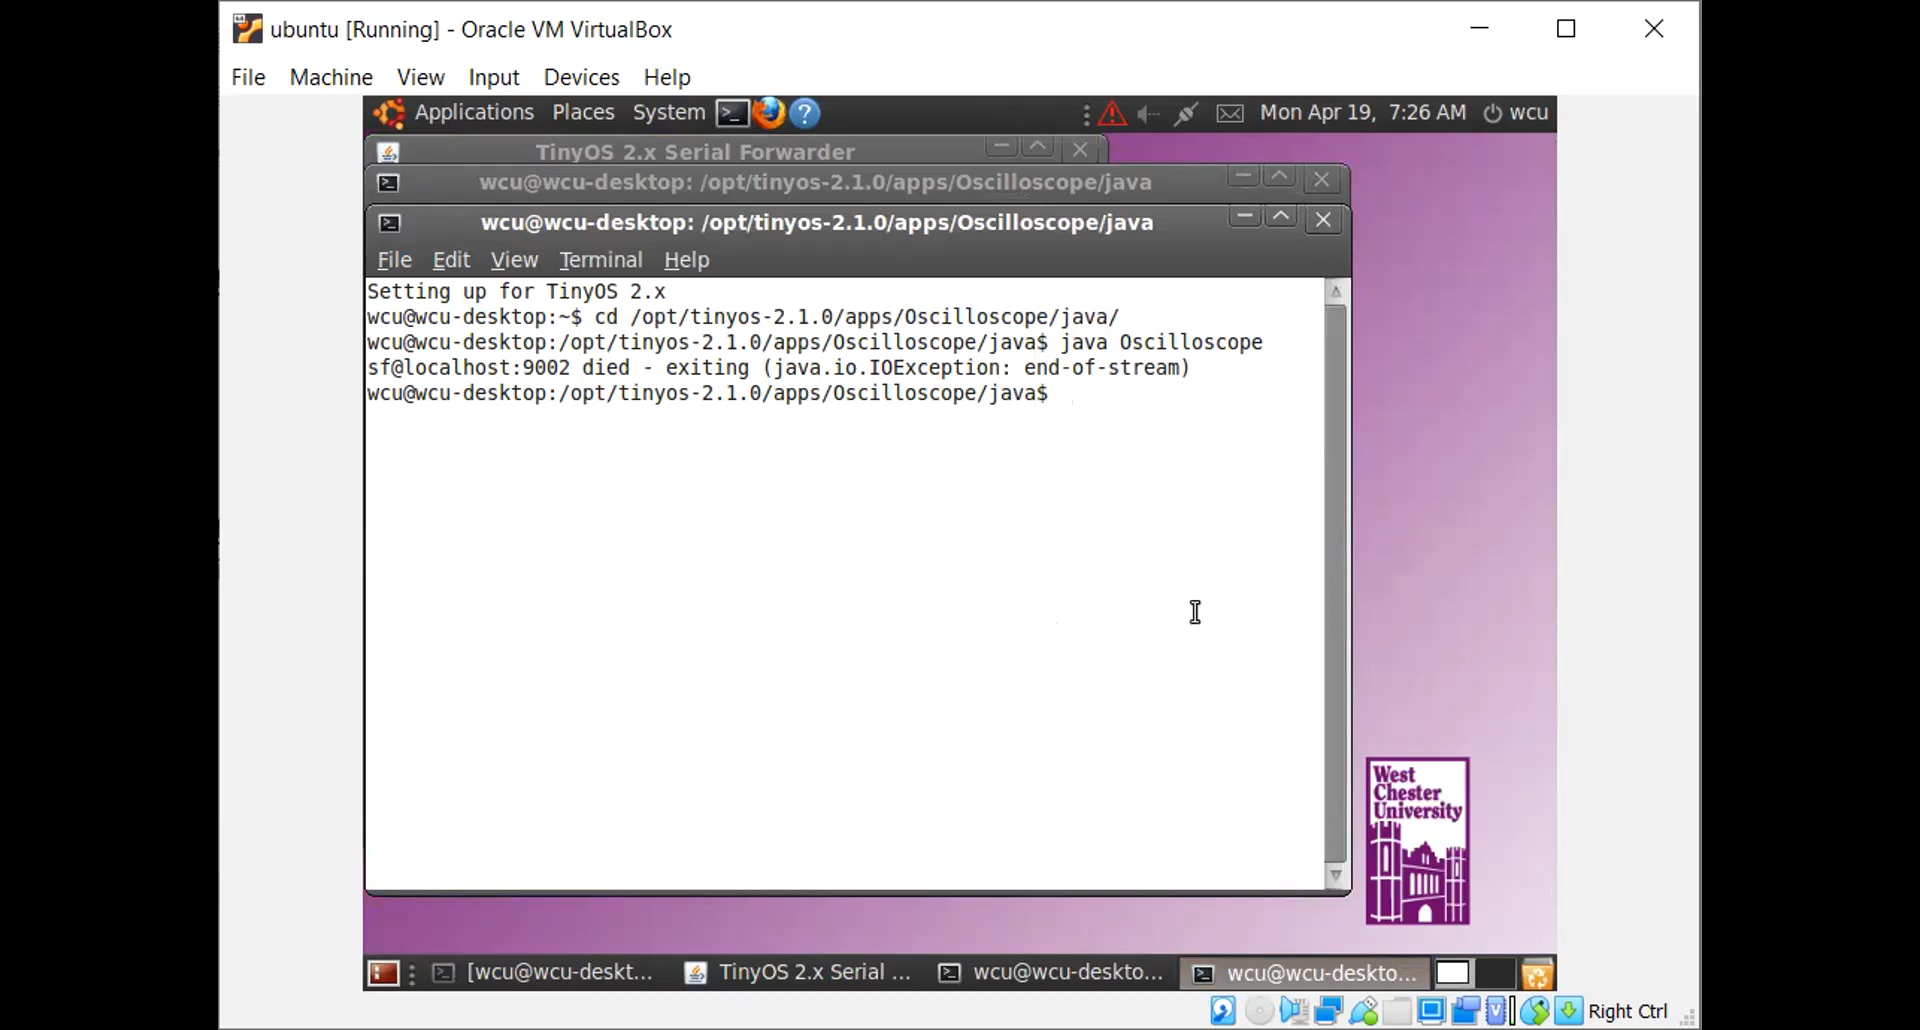 ubuntu [Running] - Oracle VM VirtualBox
File Machine View Input Devices Help
Applications Places System Mon Apr 19, 7:26 AM wcu
TinyOS 2.x Serial Forwarder
wcu@wcu-desktop: /opt/tinyos-2.1.0/apps/Oscilloscope/java
wcu@wcu-desktop: /opt/tinyos-2.1.0/apps/Oscilloscope/java
File Edit View Terminal Help
Setting up for TinyOS 2.x
wcu@wcu-desktop:~$ cd /opt/tinyos-2.1.0/apps/Oscilloscope/java/
wcu@wcu-desktop:/opt/tinyos-2.1.0/apps/Oscilloscope/java$ java Oscilloscope
sf@localhost:9002 died - exiting (java.io.IOException: end-of-stream)
wcu@wcu-desktop:/opt/tinyos-2.1.0/apps/Oscilloscope/java$
West
Chester
University
[wcu@wcu-deskt... TinyOS 2.x Serial ... wcu@wcu-deskto... wcu@wcu-deskto...
Right Ctrl